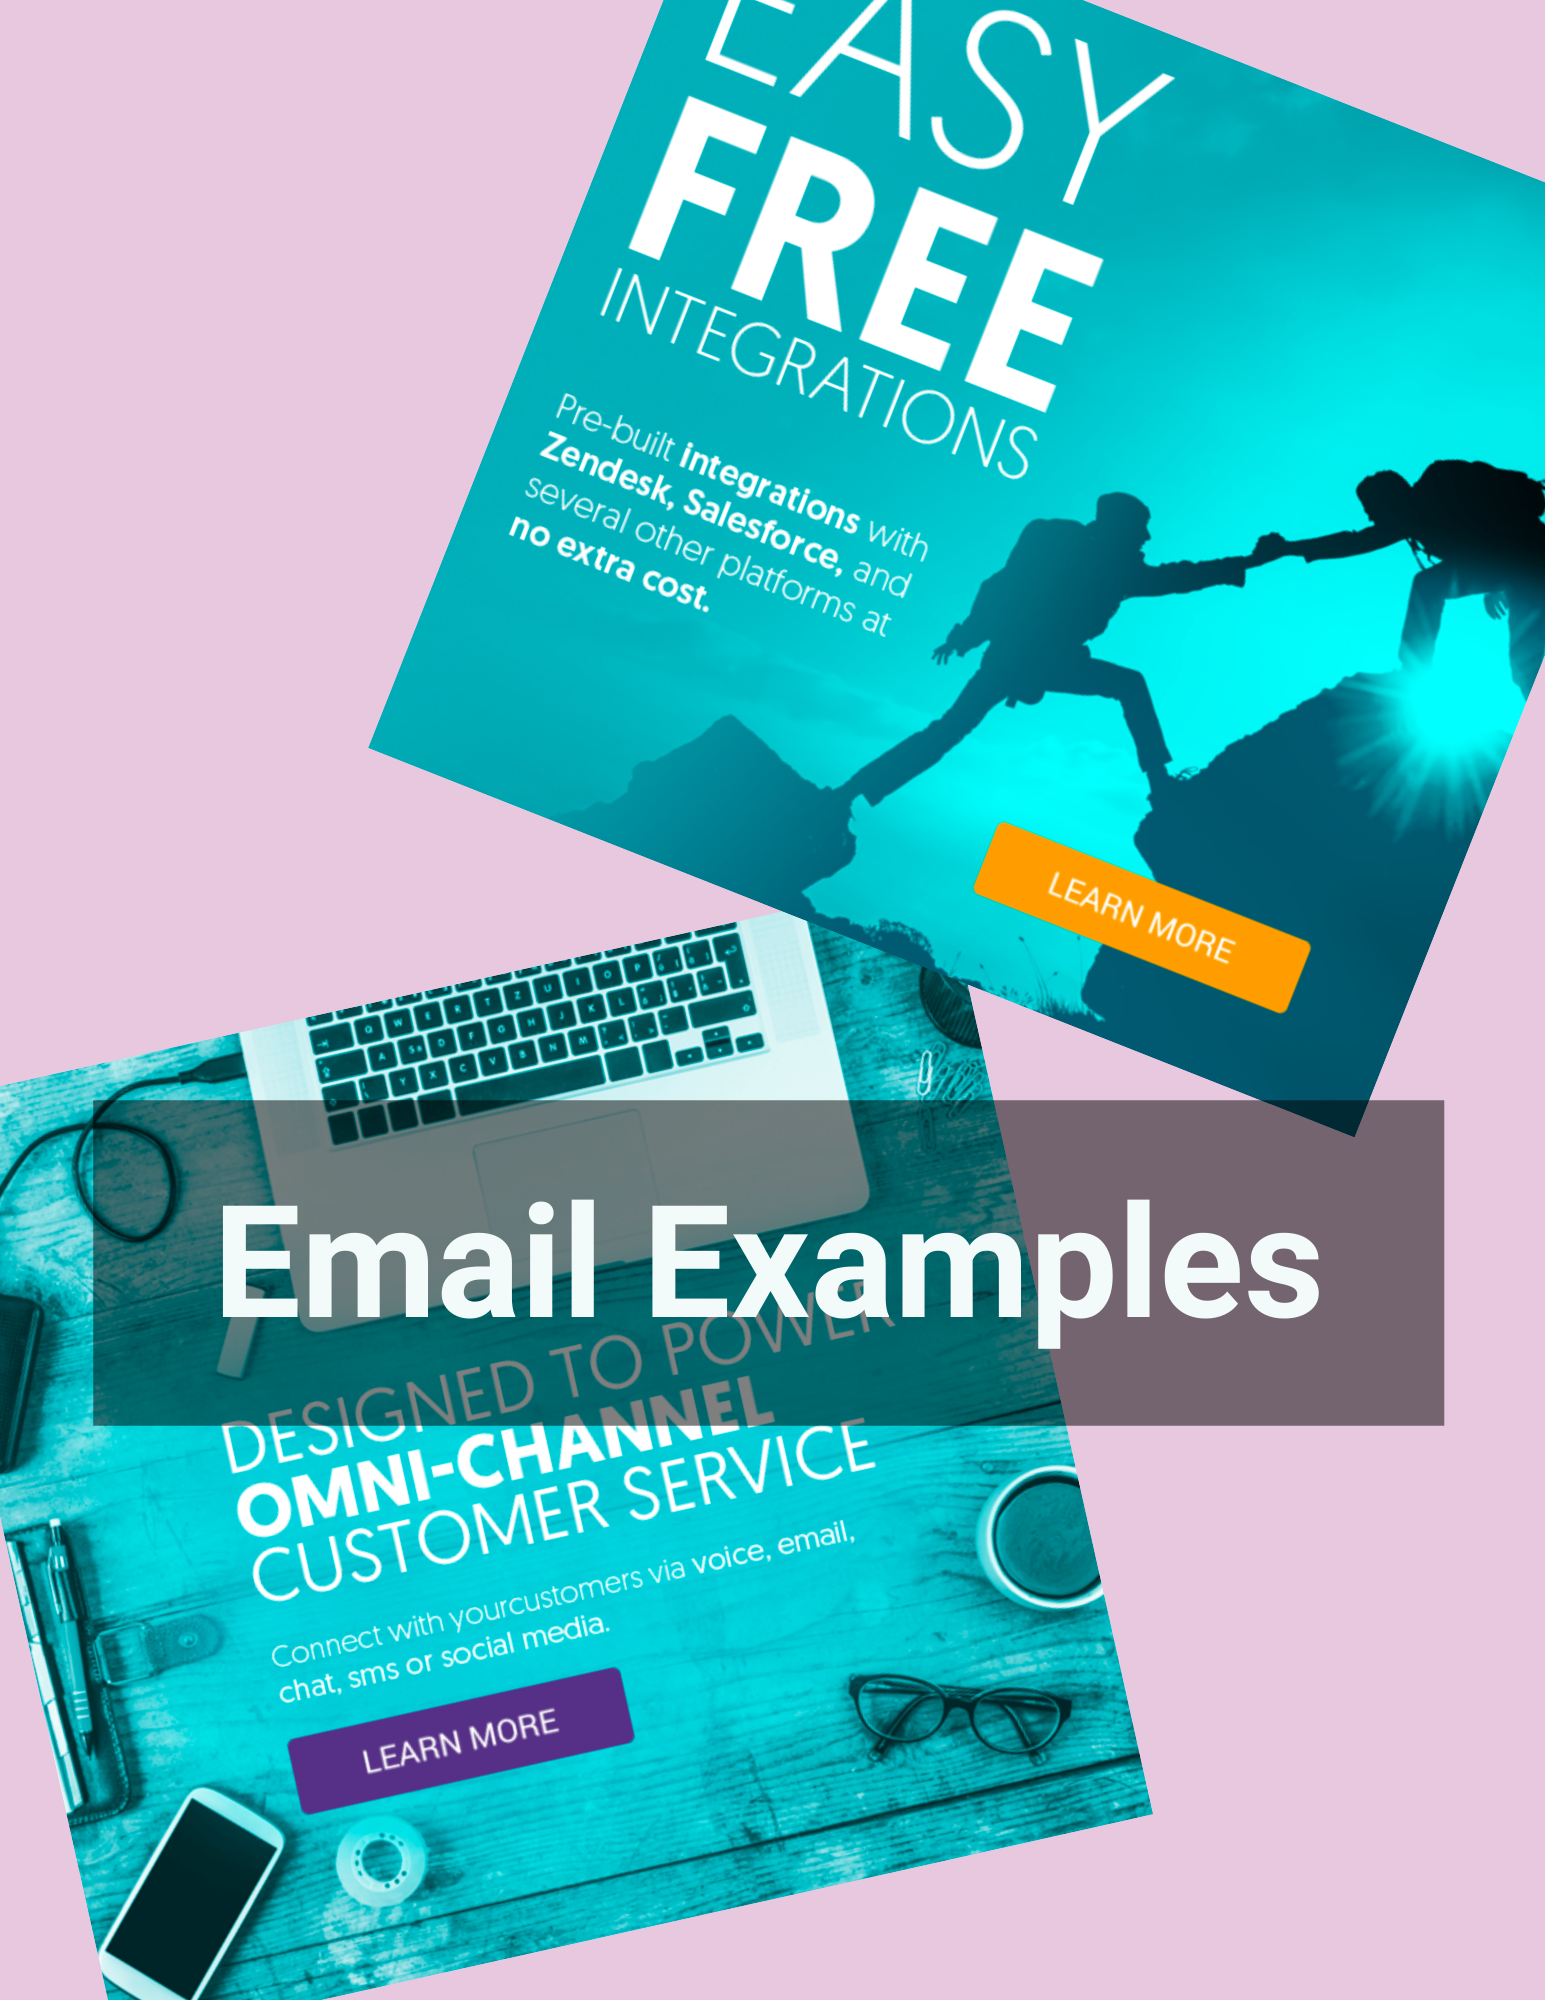 EASY
FREE
INTEGRATIONS
Pre-built integrations with
Zendesk, Salesforce, and
several other platforms at
no extra cost.
LEARN MORE
Email Examples
DESIGNED TO POWER
OMNI-CHANNEL
CUSTOMER SERVICE
Connect with yourcustomers via voice, email,
chat, sms or social media.
LEARN MORE